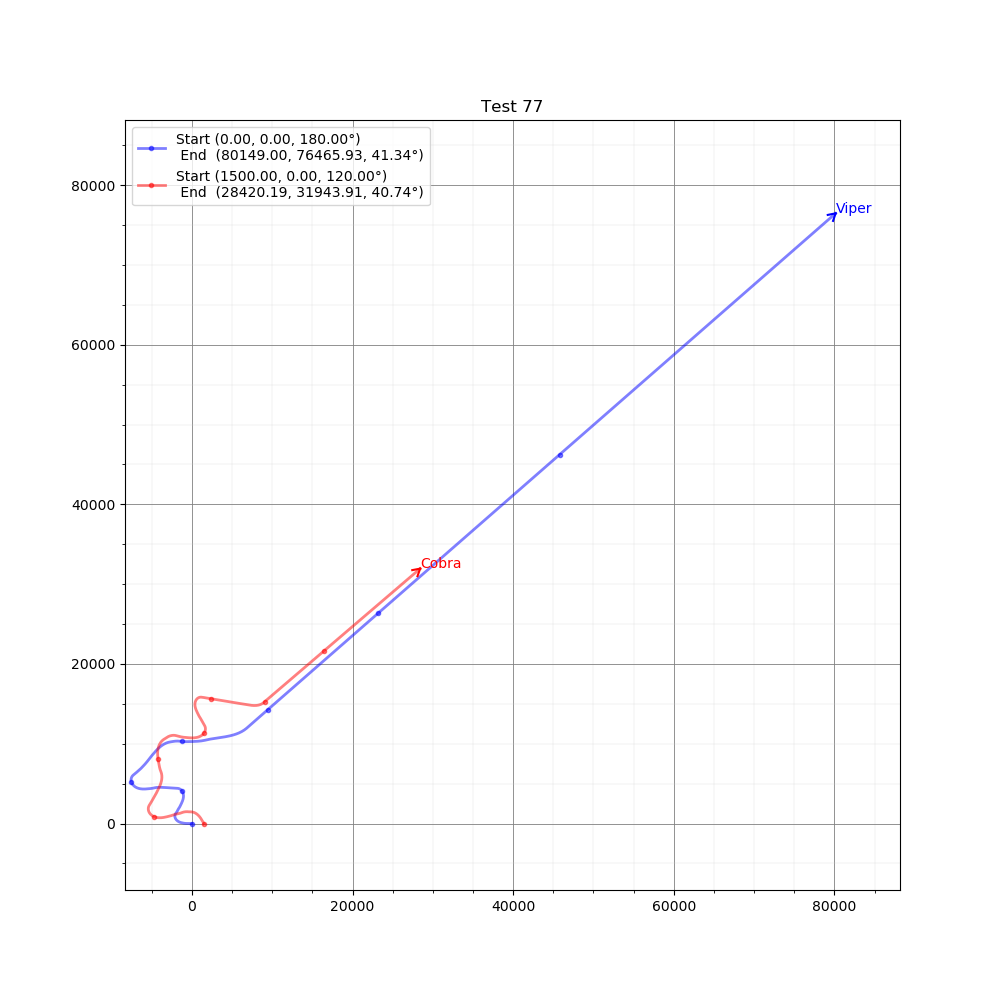 Test 77
Start (0.00, 0.00, 180.00°)
End  (80149.00, 76465.93, 41.34°)
Start (1500.00, 0.00, 120.00°)
End  (28420.19, 31943.91, 40.74°)
Viper
Cobra
80000
60000
40000
20000
0
0
20000
40000
60000
80000